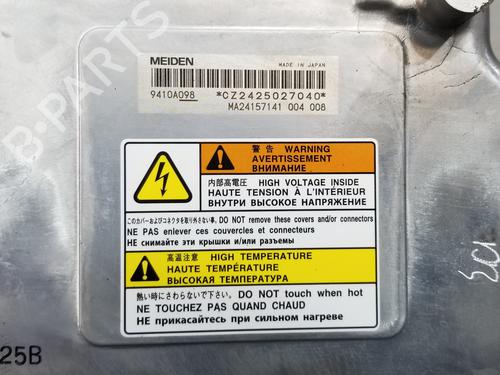 MEIDEN MADE IN JAPAN
9410A098 *CZ2425027040*
MA24157141 004 008
警告 WARNING
AVERTISSEMENT
ВНИМАНИЕ
内部高電圧 HIGH VOLTAGE INSIDE
HAUTE TENSION À L'INTÉRIEUR
ВНУТРИ ВЫСОКОЕ НАПРЯЖЕНИЕ
このカバーおよびコネクタを取り外さない事. DO NOT remove these covers and/or connectors
NE PAS enlever ces couvercles et connecteurs
НЕ снимайте эти крышки и/или разъемы
高温注意 HIGH TEMPERATURE
HAUTE TEMPÉRATURE
ВЫСОКАЯ ТЕМПЕРАТУРА
熱い時にさわらないで下さい. DO NOT touch when hot
NE TOUCHEZ PAS QUAND CHAUD
НЕ прикасайтесь при сильном нагреве
25B
B-PARTS